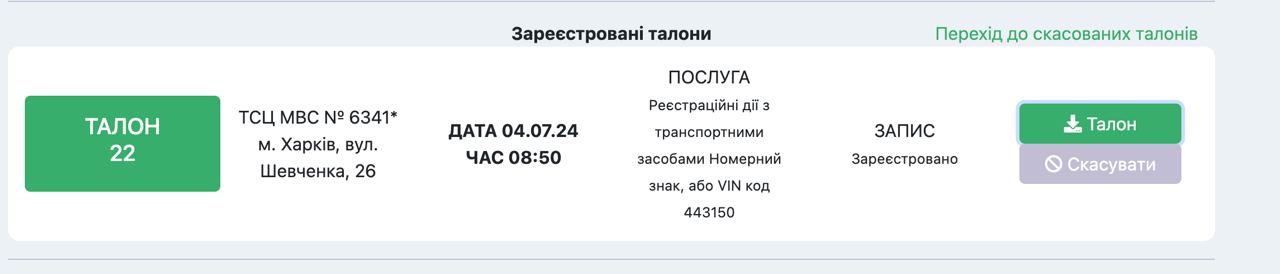 Зареєстровані талони
Перехід до скасованих талонів
ТАЛОН
22
ТСЦ МВС № 6341*
м. Харків, вул.
Шевченка, 26
ДАТА 04.07.24
ЧАС 08:50
ПОСЛУГА
Реєстраційні дії з
транспортними
засобами Номерний
знак, або VIN код
443150
ЗАПИС
Зареєстровано
Талон
Скасувати